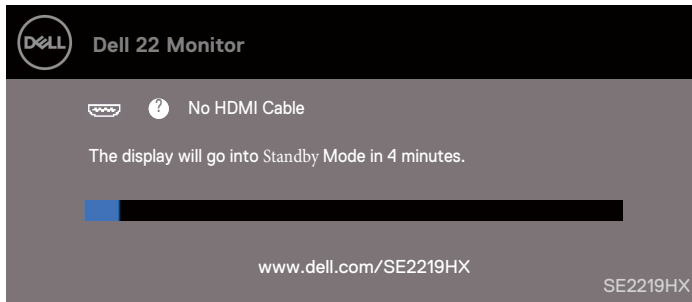 DELL
Dell 22 Monitor
? No HDMI Cable
The display will go into Standby Mode in 4 minutes.
www.dell.com/SE2219HX
SE2219HX